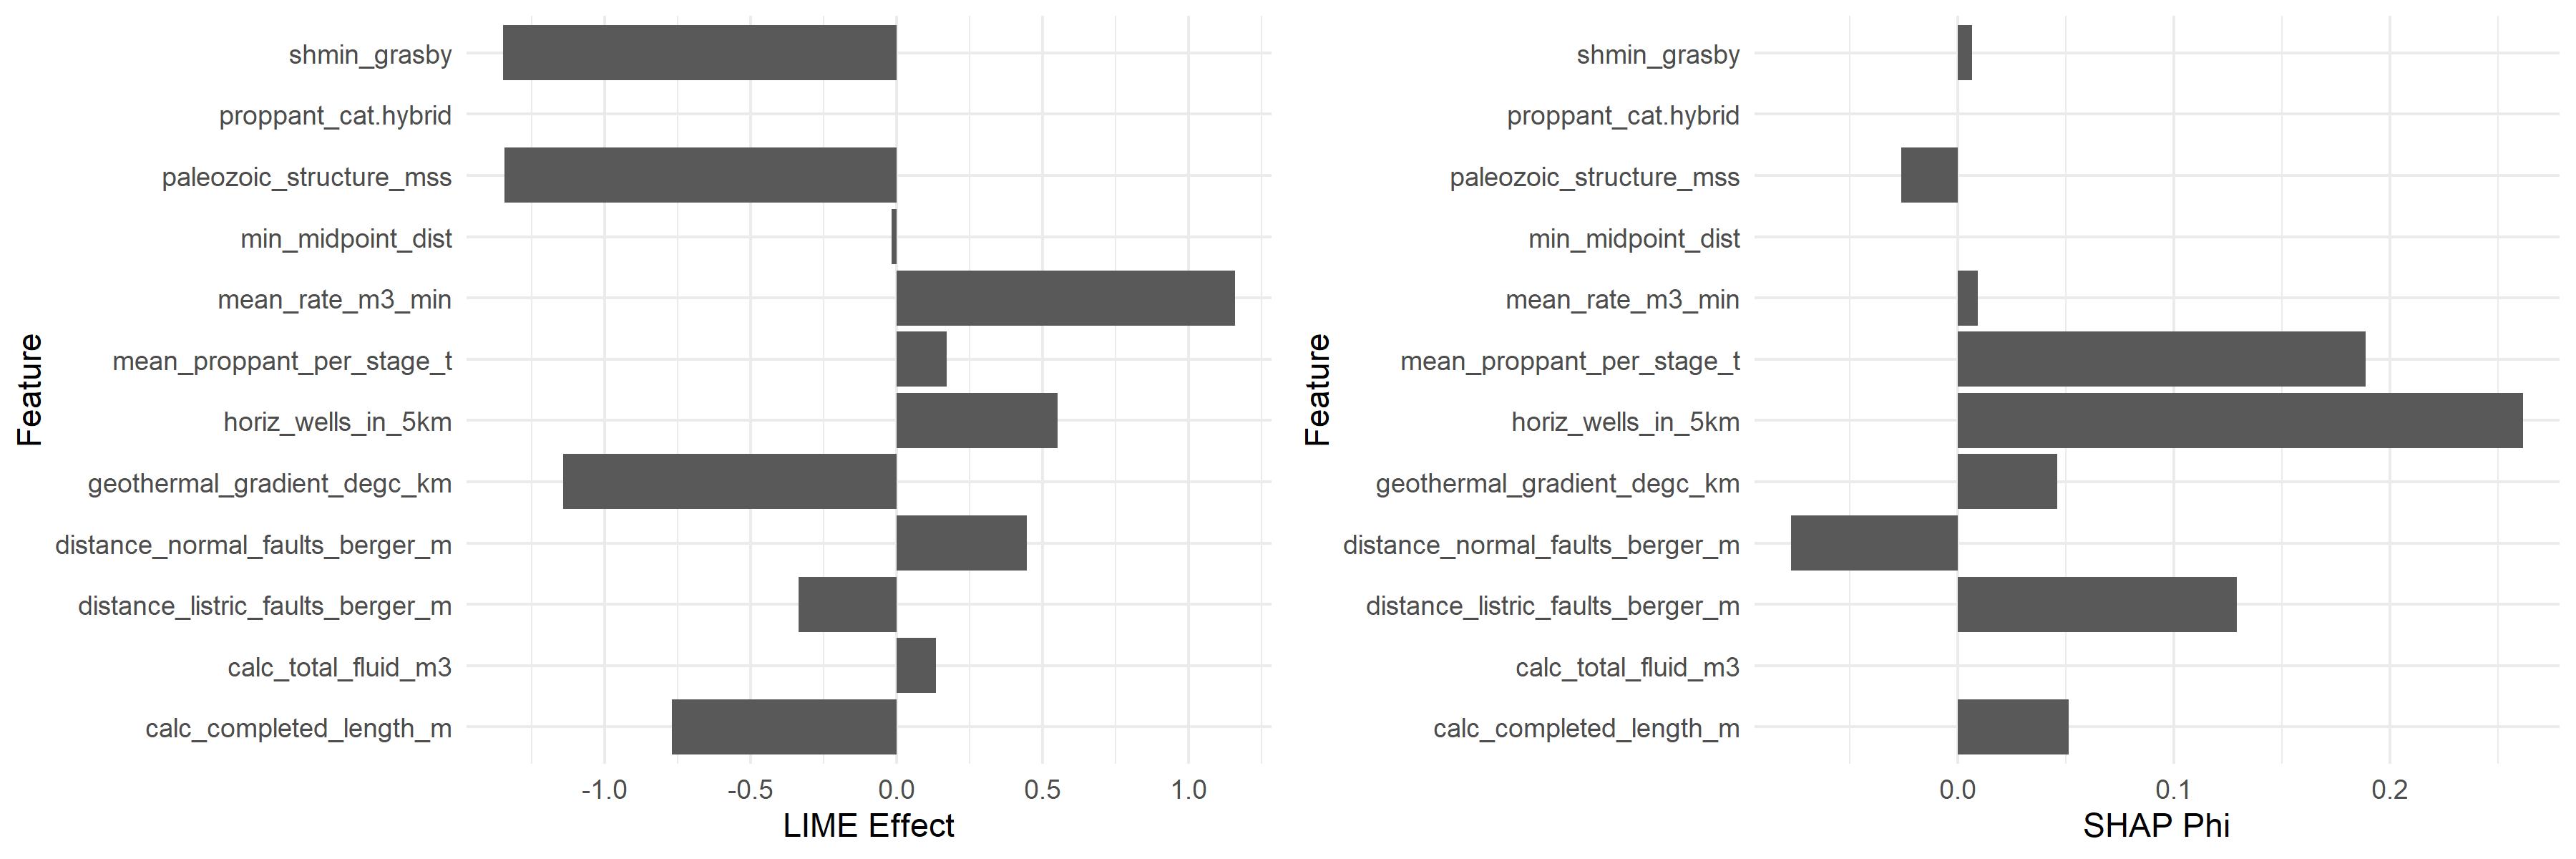 Feature
shmin_grasby
proppant_cat.hybrid
paleozoic_structure_mss
min_midpoint_dist
mean_rate_m3_min
mean_proppant_per_stage_t
horiz_wells_in_5km
geothermal_gradient_degc_km
distance_normal_faults_berger_m
distance_listric_faults_berger_m
calc_total_fluid_m3
calc_completed_length_m
-1.0 -0.5 0.0 0.5 1.0
LIME Effect
Feature
shmin_grasby
proppant_cat.hybrid
paleozoic_structure_mss
min_midpoint_dist
mean_rate_m3_min
mean_proppant_per_stage_t
horiz_wells_in_5km
geothermal_gradient_degc_km
distance_normal_faults_berger_m
distance_listric_faults_berger_m
calc_total_fluid_m3
calc_completed_length_m
0.0 0.1 0.2
SHAP Phi